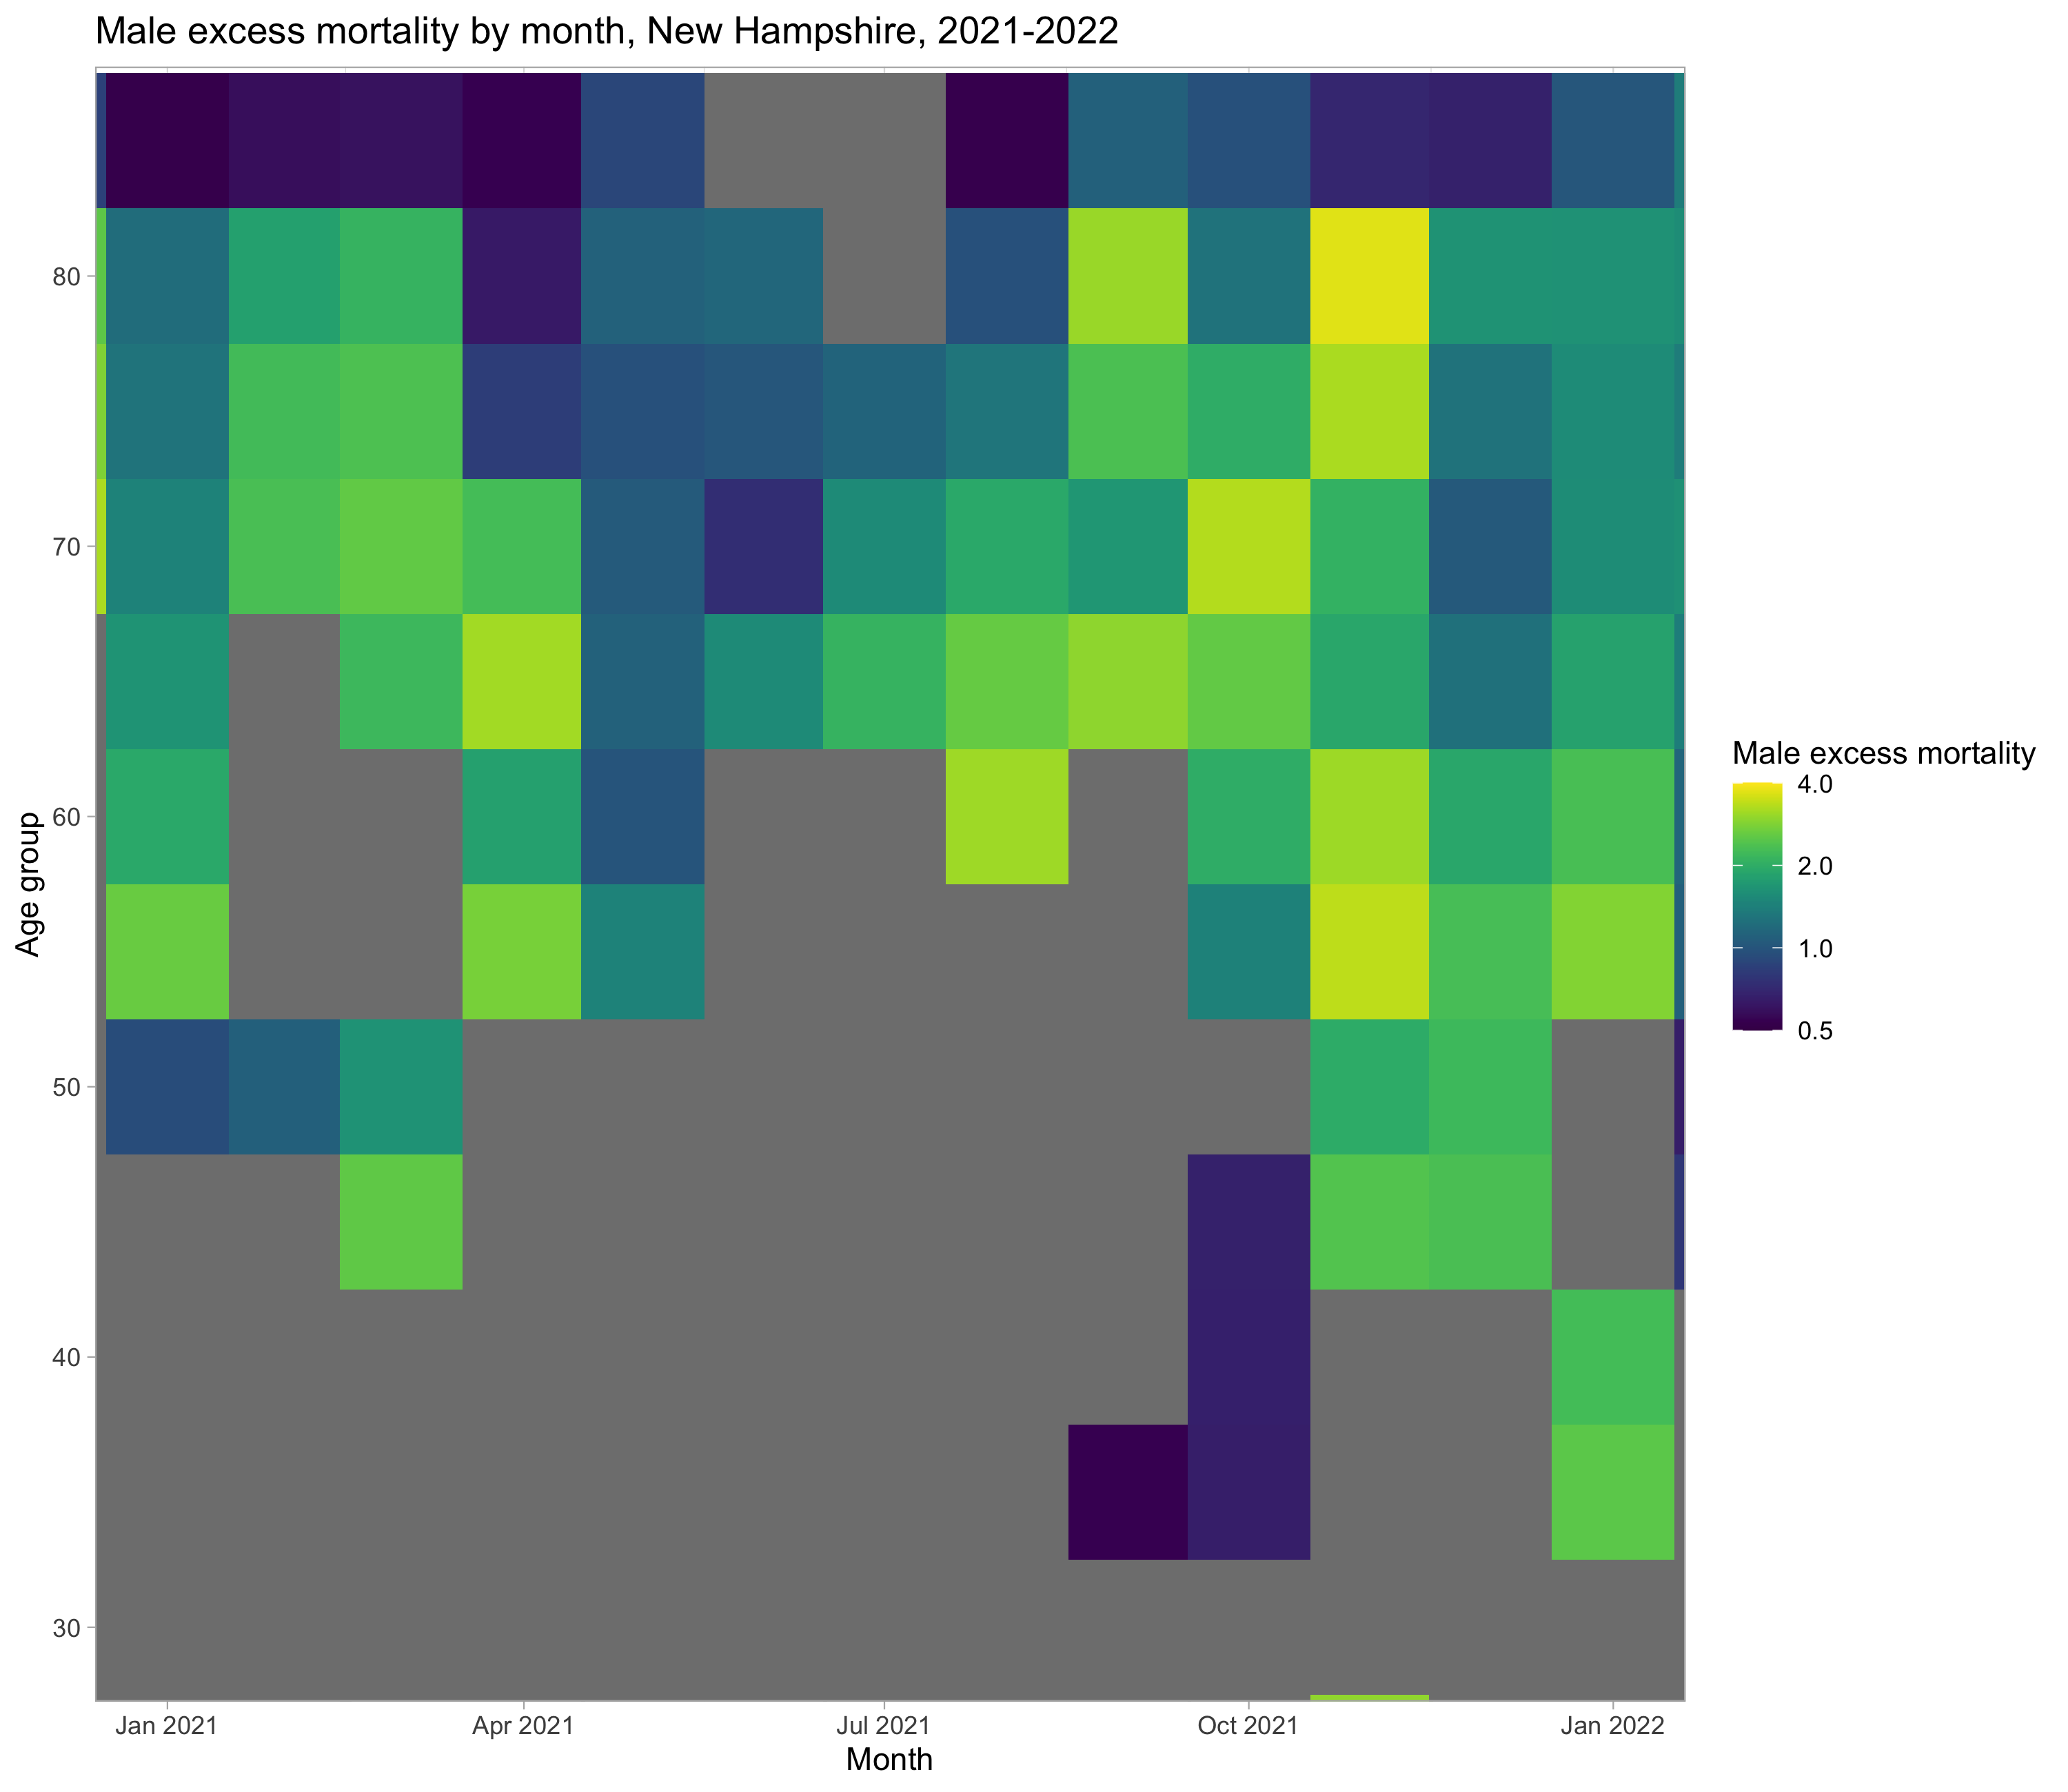 Male excess mortality by month, New Hampshire, 2021-2022
80
70
60
50
40
30
Age group
Jan 2021
Apr 2021
Jul 2021
Oct 2021
Jan 2022
Month
Male excess mortality
4.0
2.0
1.0
0.5